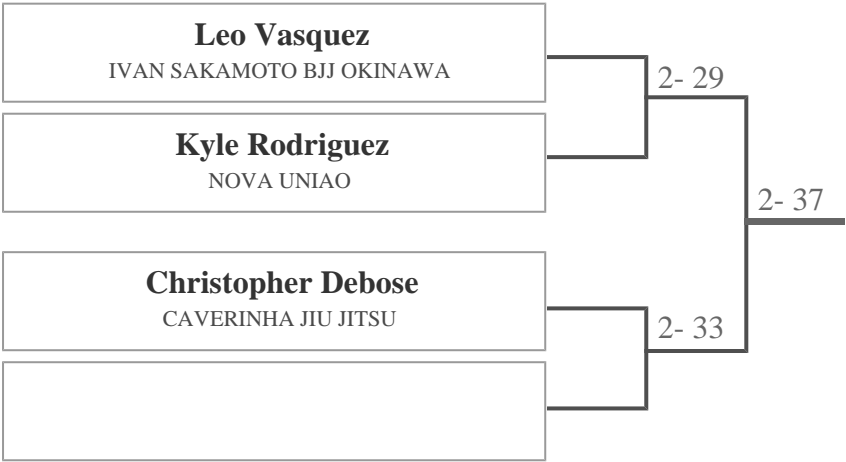 Leo Vasquez
IVAN SAKAMOTO BJJ OKINAWA
2- 29
Kyle Rodriguez
NOVA UNIAO
2- 37
Christopher Debose
CAVERINHA JIU JITSU
2- 33